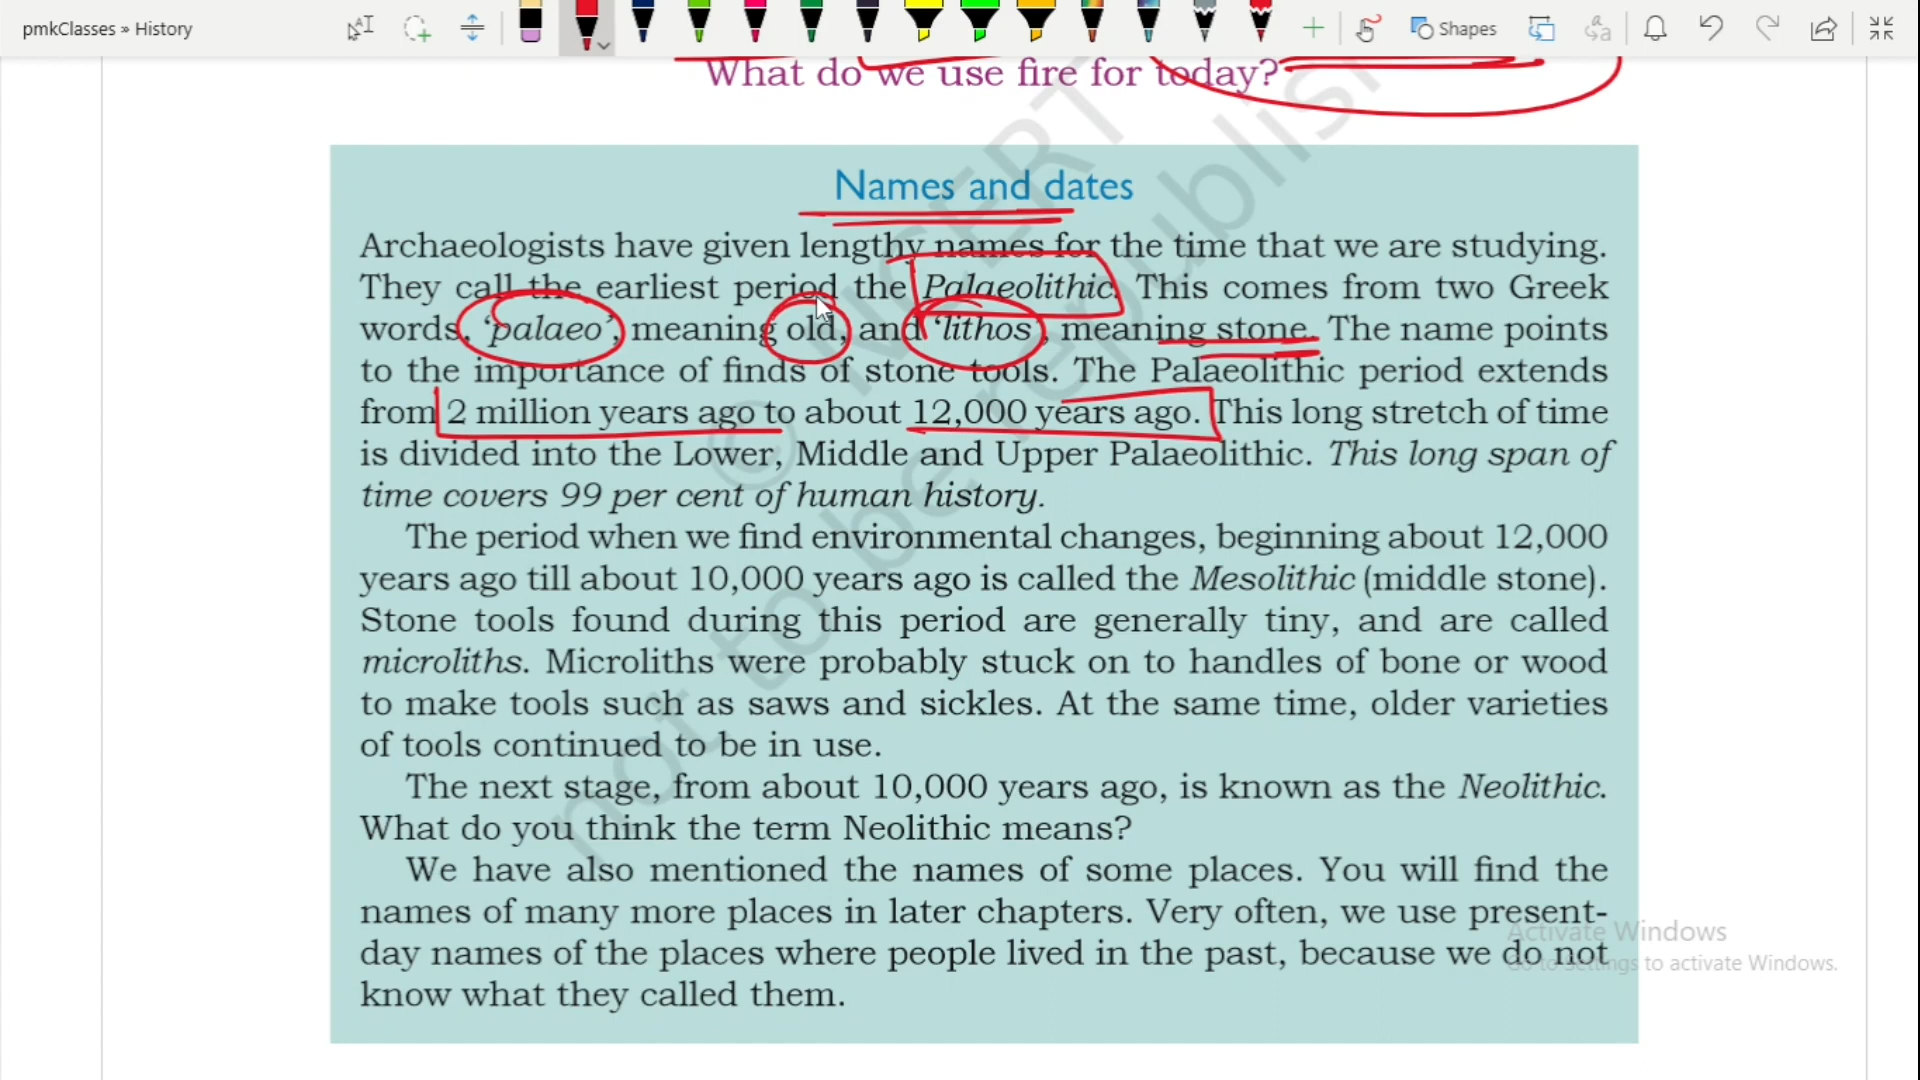 pmkClasses » History
Shapes
What do we use fire for today?
Names and dates
Archaeologists have given lengthy names for the time that we are studying.
They call the earliest period the Palaeolithic. This comes from two Greek
words, ‘palaeo’, meaning old, and ‘lithos’, meaning stone. The name points
to the importance of finds of stone tools. The Palaeolithic period extends
from 2 million years ago to about 12,000 years ago. This long stretch of time
is divided into the Lower, Middle and Upper Palaeolithic. This long span of
time covers 99 per cent of human history.
The period when we find environmental changes, beginning about 12,000
years ago till about 10,000 years ago is called the Mesolithic (middle stone).
Stone tools found during this period are generally tiny, and are called
microliths. Microliths were probably stuck on to handles of bone or wood
to make tools such as saws and sickles. At the same time, older varieties
of tools continued to be in use.
The next stage, from about 10,000 years ago, is known as the Neolithic.
What do you think the term Neolithic means?
We have also mentioned the names of some places. You will find the
names of many more places in later chapters. Very often, we use present-
day names of the places where people lived in the past, because we do not
know what they called them.
© NCERT
not to be republish
Activate Windows
Go to Settings to activate Windows.